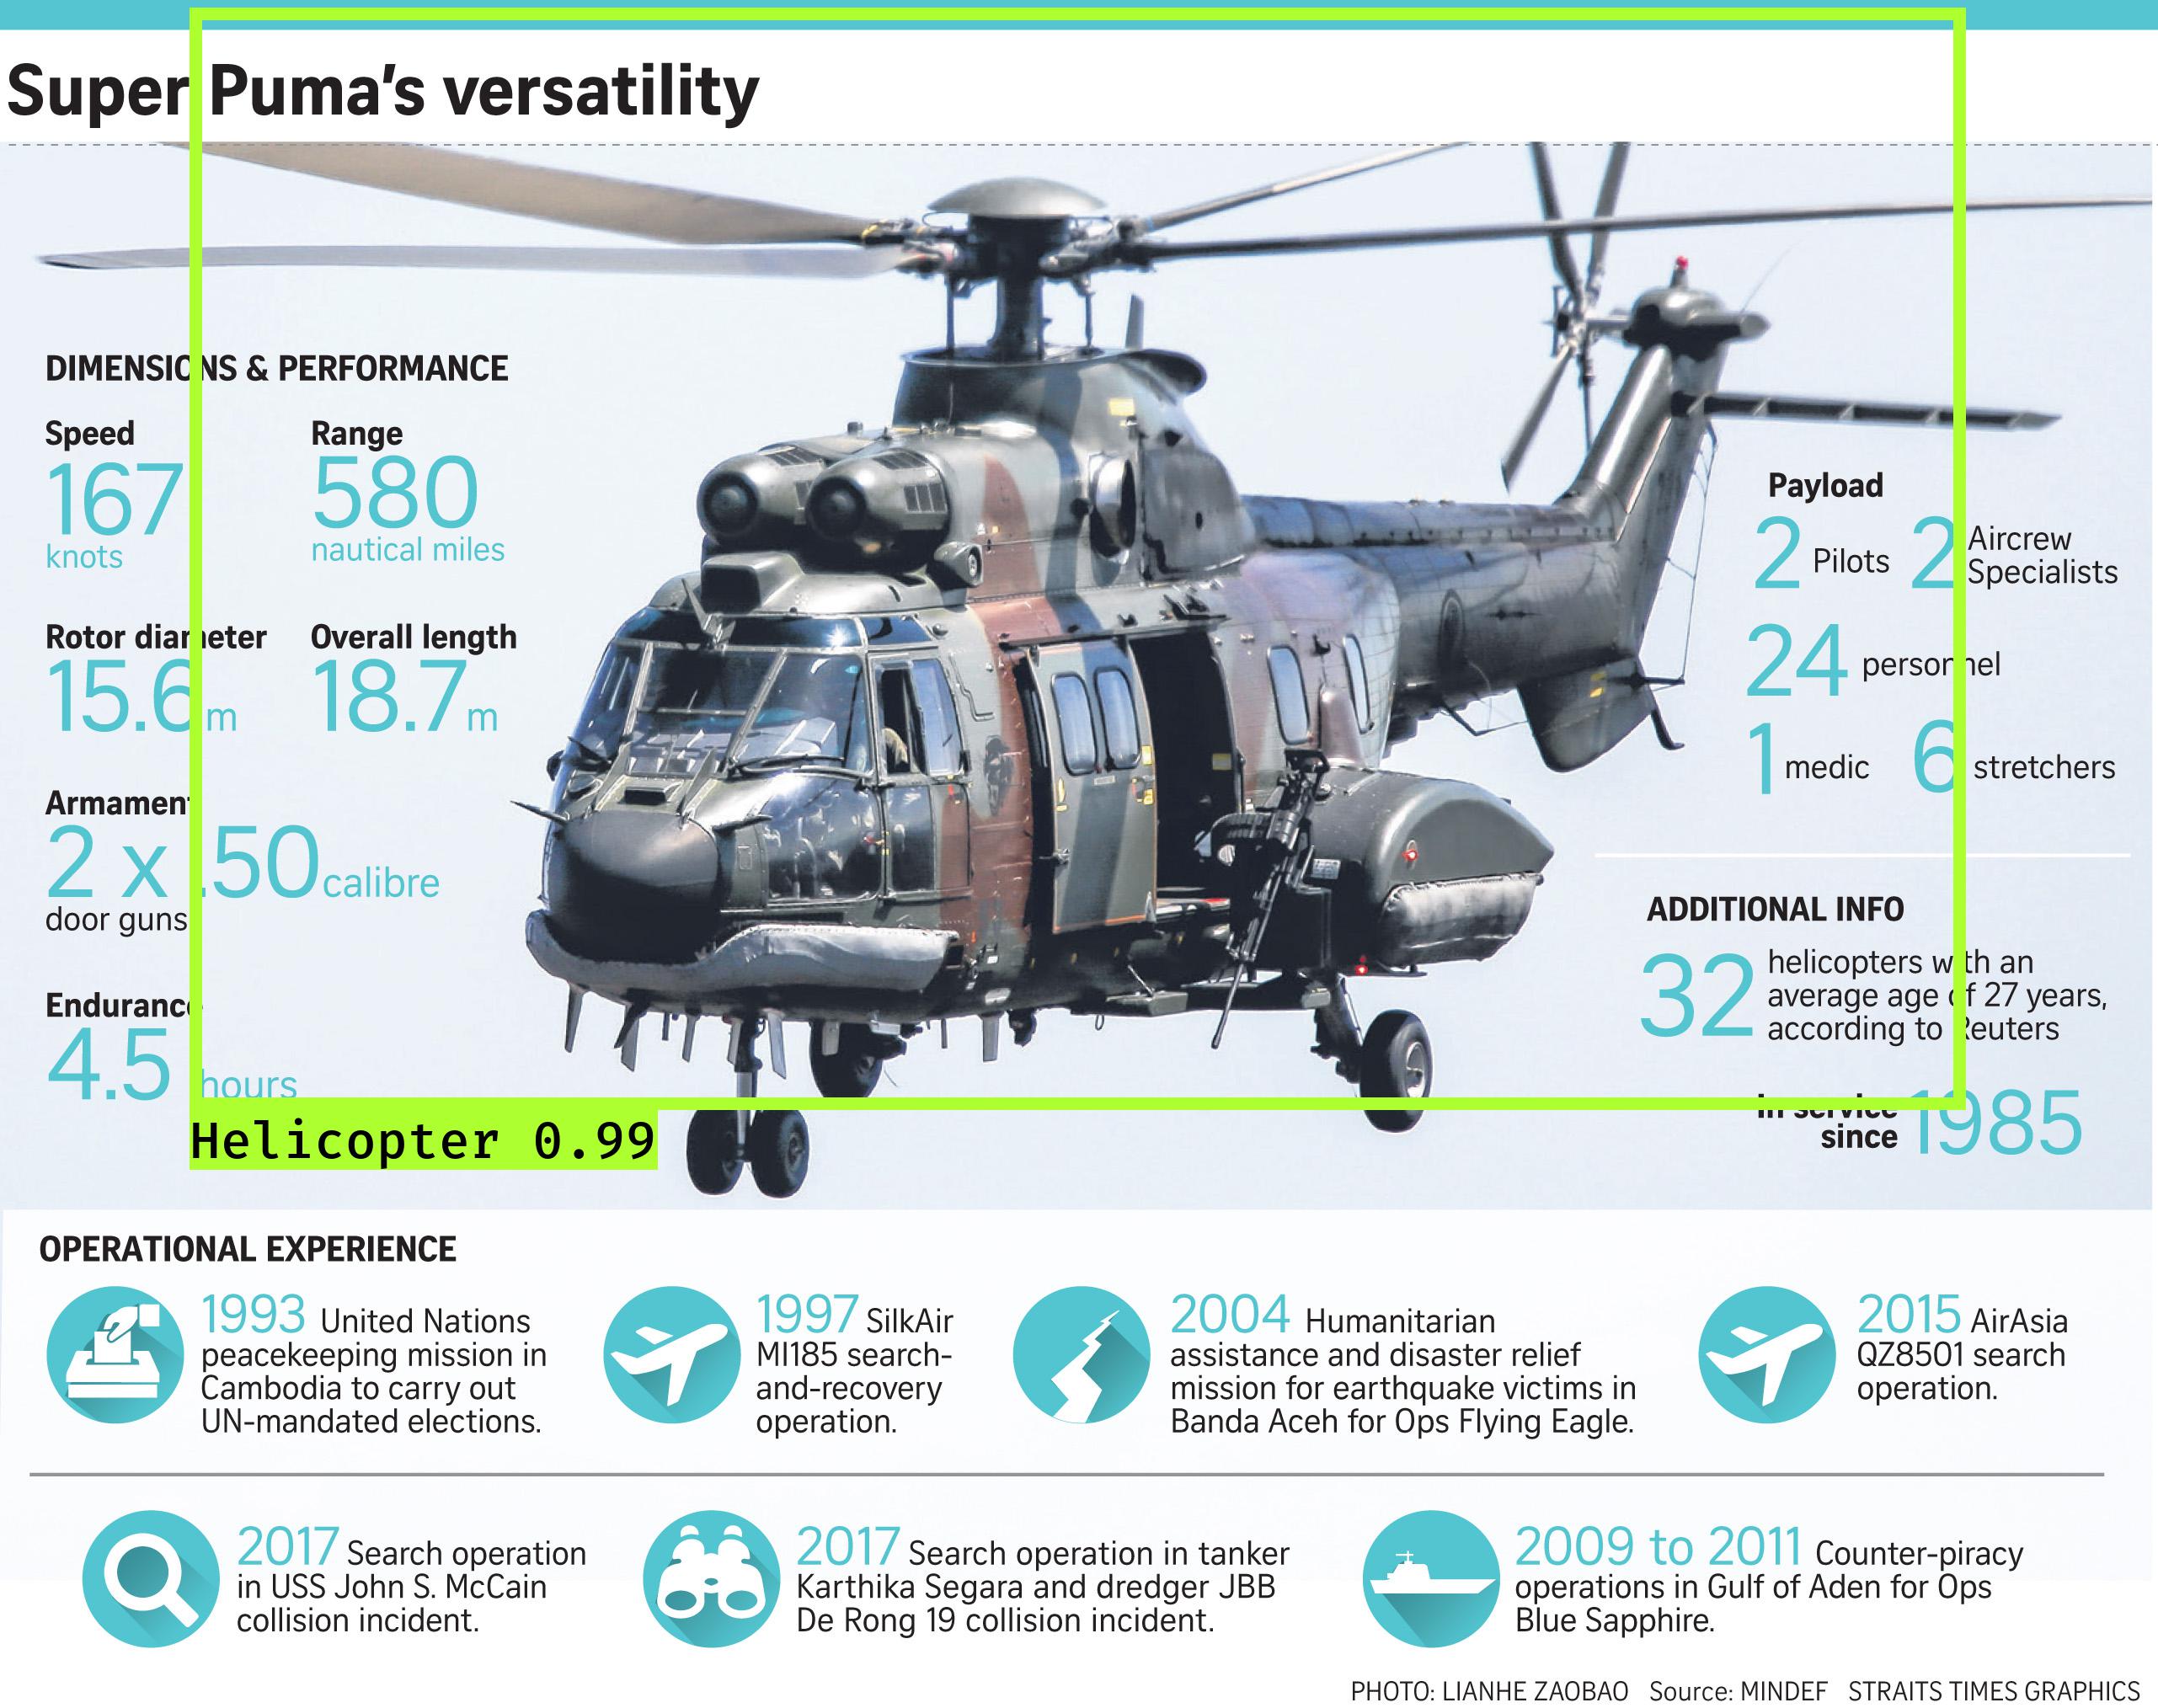 Super Puma's versatility
DIMENSIONS & PERFORMANCE
Speed
167
knots
Range
580
nautical miles
Rotor diameter
15.6 m
Overall length
18.7 m
Armament
2 x .50 calibre
door guns
Endurance
4.5 hours
Payload
2 Pilots
2 Aircrew
Specialists
24 personnel
1 medic
6 stretchers
ADDITIONAL INFO
32 helicopters with an
average age of 27 years,
according to Reuters
In service
since 1985
Helicopter 0.99
OPERATIONAL EXPERIENCE
1993 United Nations
peacekeeping mission in
Cambodia to carry out
UN-mandated elections.
1997 SilkAir
MI185 search-
and-recovery
operation.
2004 Humanitarian
assistance and disaster relief
mission for earthquake victims in
Banda Aceh for Ops Flying Eagle.
2015 AirAsia
QZ8501 search
operation.
2017 Search operation
in USS John S. McCain
collision incident.
2017 Search operation in tanker
Karthika Segara and dredger JBB
De Rong 19 collision incident.
2009 to 2011 Counter-piracy
operations in Gulf of Aden for Ops
Blue Sapphire.
PHOTO: LIANHE ZAOBAO Source: MINDEF STRAITS TIMES GRAPHICS